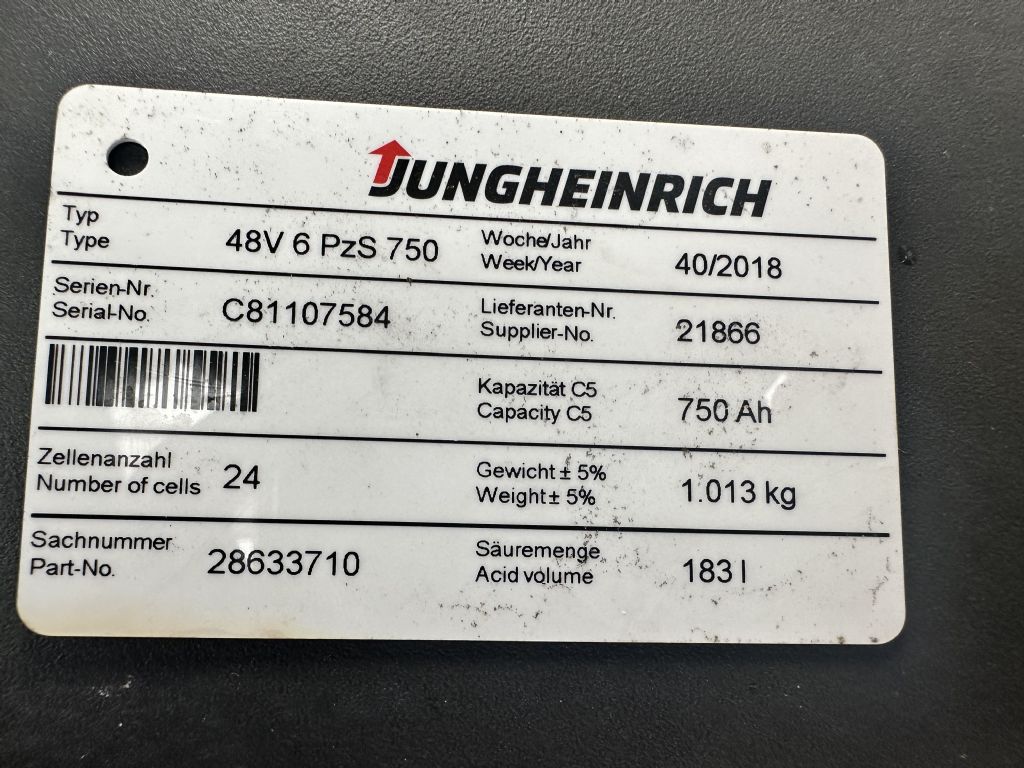 JUNGHEINRICH
Typ
Type
48V 6 PzS 750
Woche/Jahr
Week/Year
40/2018
Serien-Nr.
Serial-No.
C81107584
Lieferanten-Nr.
Supplier-No.
21866
Kapazität C5
Capacity C5
750 Ah
Zellenanzahl
Number of cells
24
Gewicht ± 5%
Weight ± 5%
1.013 kg
Sachnummer
Part-No.
28633710
Säuremenge
Acid volume
183 l